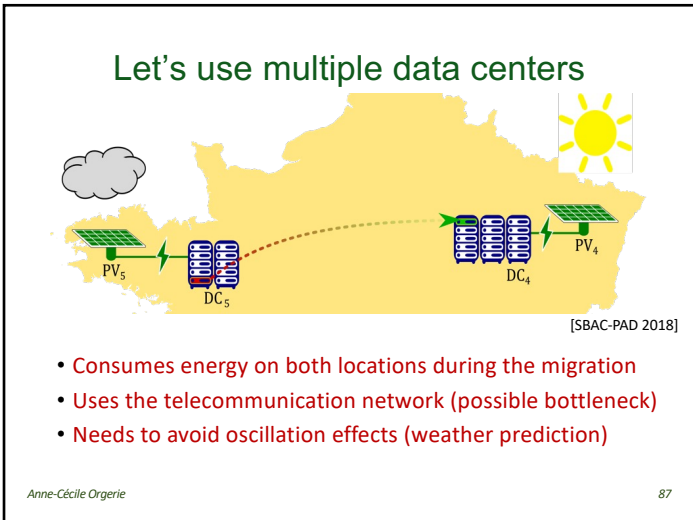 Let's use multiple data centers
PV₅
DC₅
DC₄
PV₄
[SBAC-PAD 2018]
• Consumes energy on both locations during the migration
• Uses the telecommunication network (possible bottleneck)
• Needs to avoid oscillation effects (weather prediction)
Anne-Cécile Orgerie 87